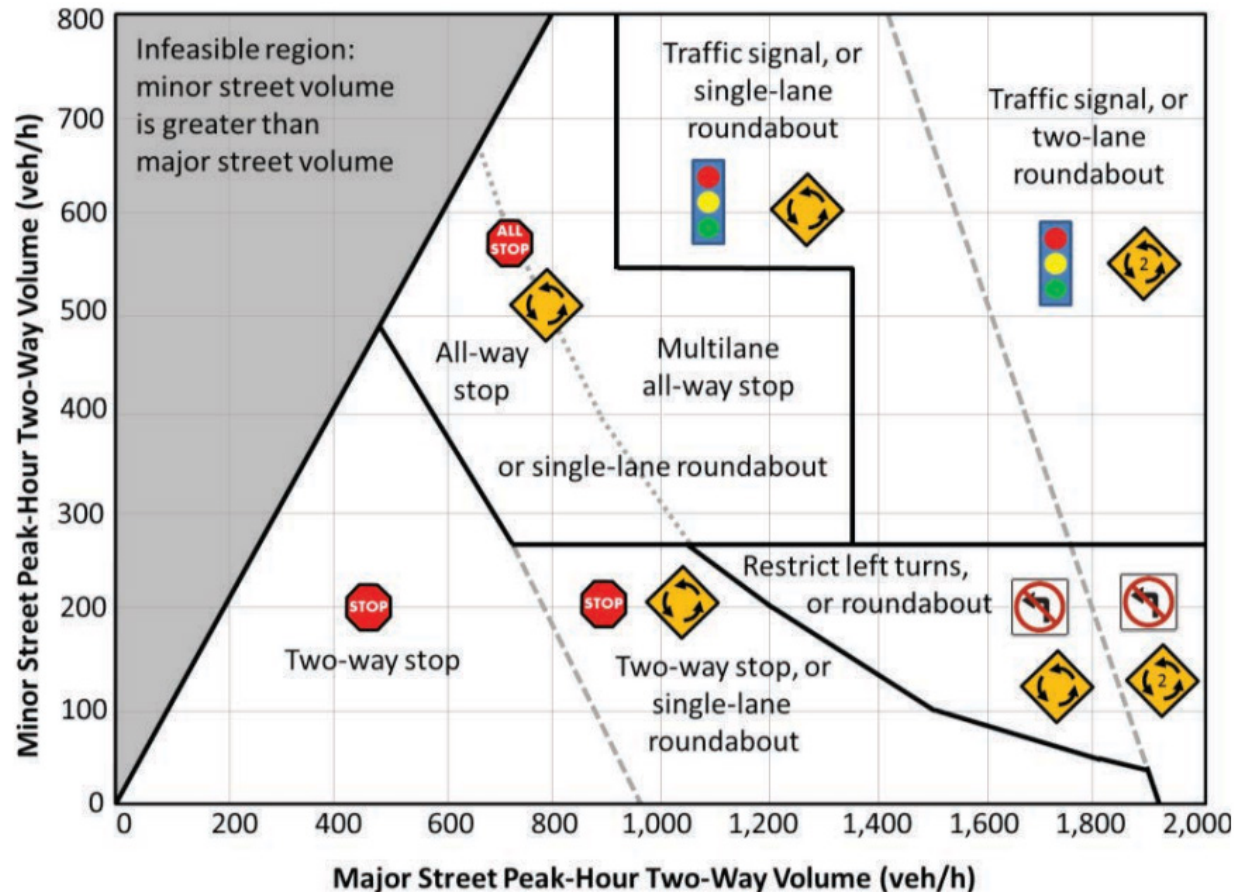 800
700
600
500
400
300
200
100
0
Minor Street Peak-Hour Two-Way Volume (veh/h)
Infeasible region:
minor street volume
is greater than
major street volume
Traffic signal, or
single-lane
roundabout
Traffic signal, or
two-lane
roundabout
2
ALL
STOP
All-way
stop
Multilane
all-way stop
or single-lane roundabout
STOP
Two-way stop
STOP
Two-way stop, or
single-lane
roundabout
Restrict left turns,
or roundabout
2
0 200 400 600 800 1,000 1,200 1,400 1,600 1,800 2,000
Major Street Peak-Hour Two-Way Volume (veh/h)